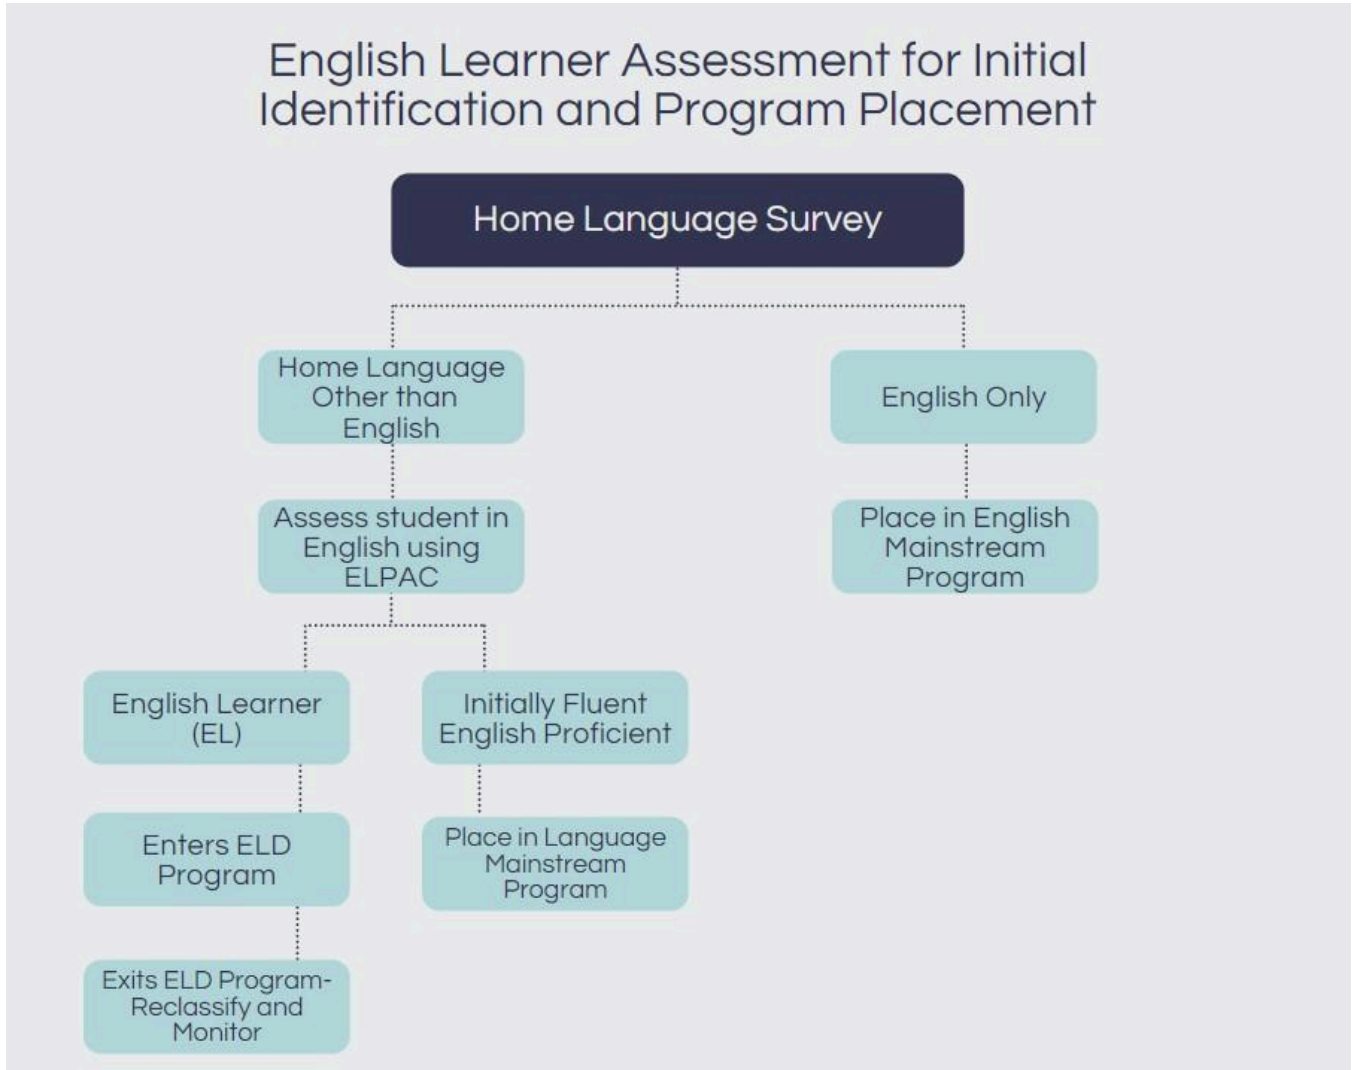 English Learner Assessment for Initial
Identification and Program Placement
Home Language Survey
Home Language
Other than
English
English Only
Assess student in
English using
ELPAC
Place in English
Mainstream
Program
English Learner
(EL)
Initially Fluent
English Proficient
Enters ELD
Program
Place in Language
Mainstream
Program
Exits ELD Program-
Reclassify and
Monitor